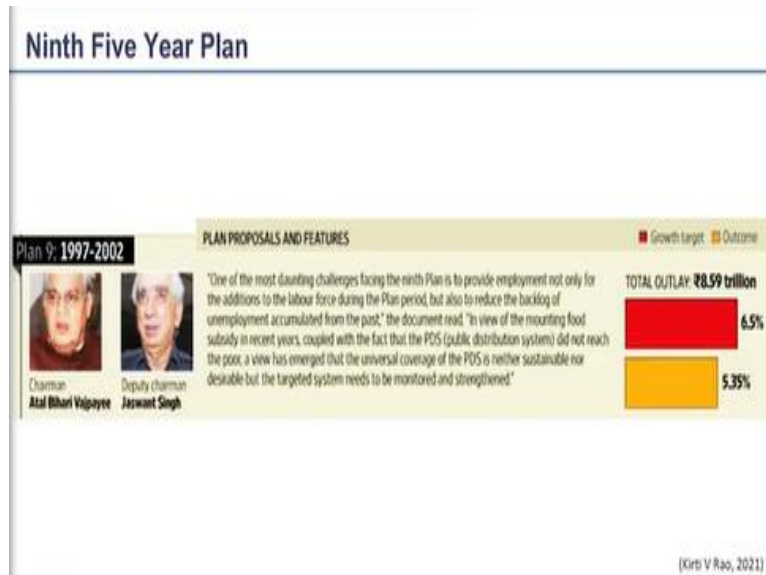 Ninth Five Year Plan
Plan 9: 1997-2002
Chairman
Atal Bihari Vajpayee
Deputy chairman
Jaswant Singh
PLAN PROPOSALS AND FEATURES
"One of the most daunting challenges facing the ninth Plan is to provide employment not only for
the additions to the labour force during the Plan period, but also to reduce the backlog of
unemployment accumulated from the past," the document read. "In view of the mounting food
subsidy in recent years, coupled with the fact that the PDS (public distribution system) did not reach
the poor, a view has emerged that the universal coverage of the PDS is neither sustainable nor
desirable but the targeted system needs to be monitored and strengthened."
Growth target Outcome
TOTAL OUTLAY: ₹8.59 trillion
6.5%
5.35%
(Kirti V Rao, 2021)